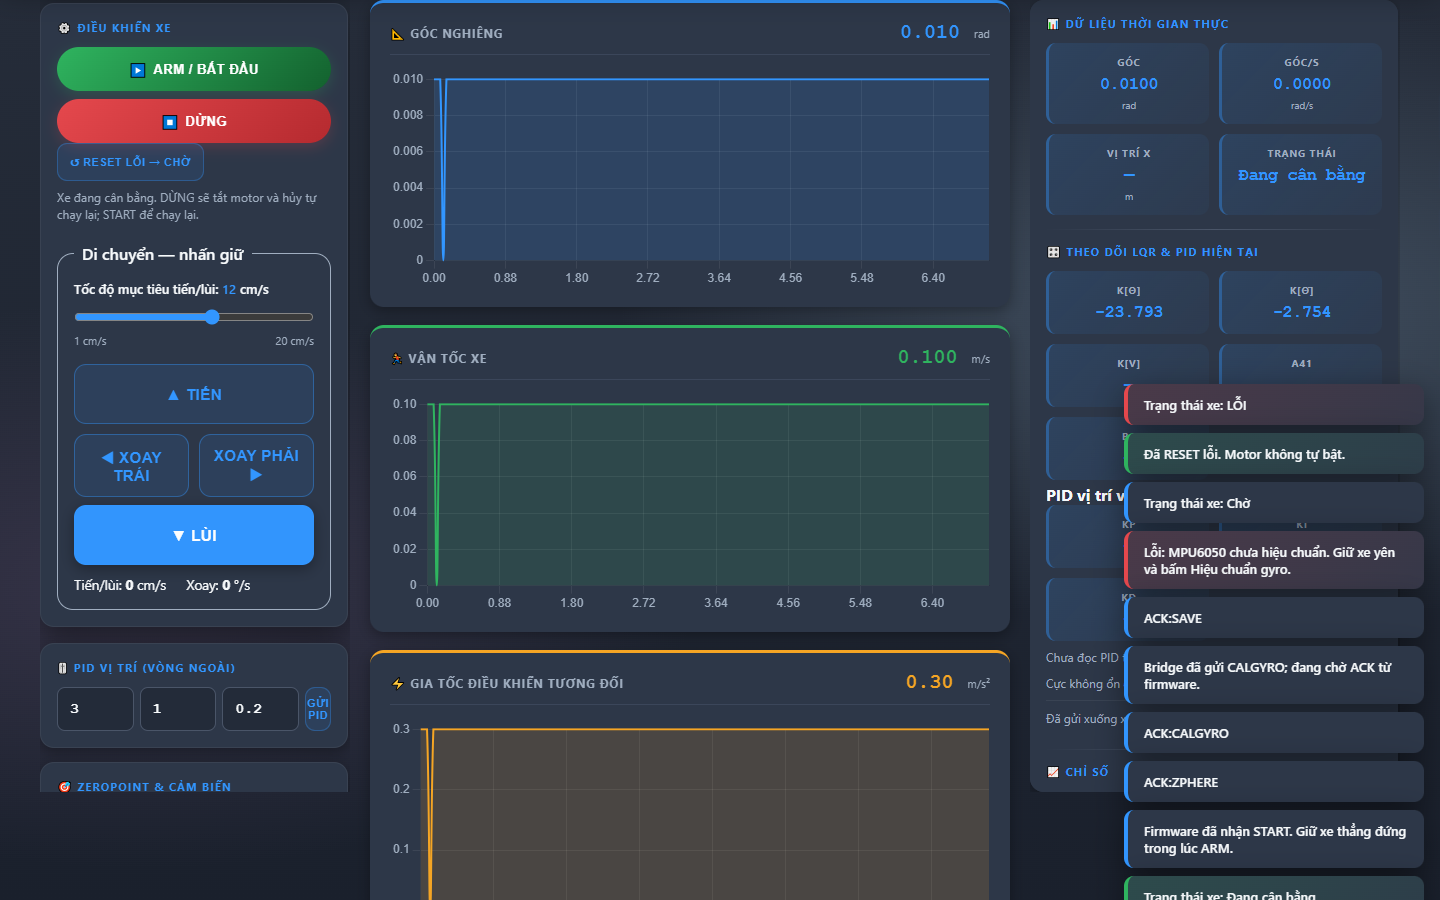 ĐIỀU KHIỂN XE
ARM / BẮT ĐẦU
DỪNG
↺ RESET LỖI → CHỜ
Xe đang cân bằng. DỪNG sẽ tắt motor và hủy tự
chạy lại; START để chạy lại.
Di chuyển — nhấn giữ
Tốc độ mục tiêu tiến/lùi: 12 cm/s
1 cm/s
20 cm/s
▲ TIẾN
◀ XOAY
TRÁI
XOAY PHẢI
▶
▼ LÙI
Tiến/lùi: 0 cm/s
Xoay: 0 °/s
PID VỊ TRÍ (VÒNG NGOÀI)
3
1
0.2
GỬI
PID
ZEROPOINT & CẢM BIẾN
GÓC NGHIÊNG
0.010 rad
0.010
0.008
0.006
0.004
0.002
0
0.00
0.88
1.80
2.72
3.64
4.56
5.48
6.40
VẬN TỐC XE
0.100 m/s
0.10
0.08
0.06
0.04
0.02
0
0.00
0.88
1.80
2.72
3.64
4.56
5.48
6.40
GIA TỐC ĐIỀU KHIỂN TƯƠNG ĐỐI
0.30 m/s²
0.3
0.2
0.1
DỮ LIỆU THỜI GIAN THỰC
GÓC
0.0100
rad
GÓC/S
0.0000
rad/s
VỊ TRÍ X
—
m
TRẠNG THÁI
Đang cân bằng
THEO DÕI LQR & PID HIỆN TẠI
K[Θ]
-23.793
K[Θ̇]
-2.754
K[V]
A41
PID vị trí v
KP
KI
KD
Chưa đọc PID
Cực không ổn
Đã gửi xuống x
CHỈ SỐ
Trạng thái xe: LỖI
Đã RESET lỗi. Motor không tự bật.
Trạng thái xe: Chờ
Lỗi: MPU6050 chưa hiệu chuẩn. Giữ xe yên
và bấm Hiệu chuẩn gyro.
ACK:SAVE
Bridge đã gửi CALGYRO; đang chờ ACK từ
firmware.
ACK:CALGYRO
ACK:ZPHERE
Firmware đã nhận START. Giữ xe thẳng đứng
trong lúc ARM.
Trạng thái xe: Đang cân bằng